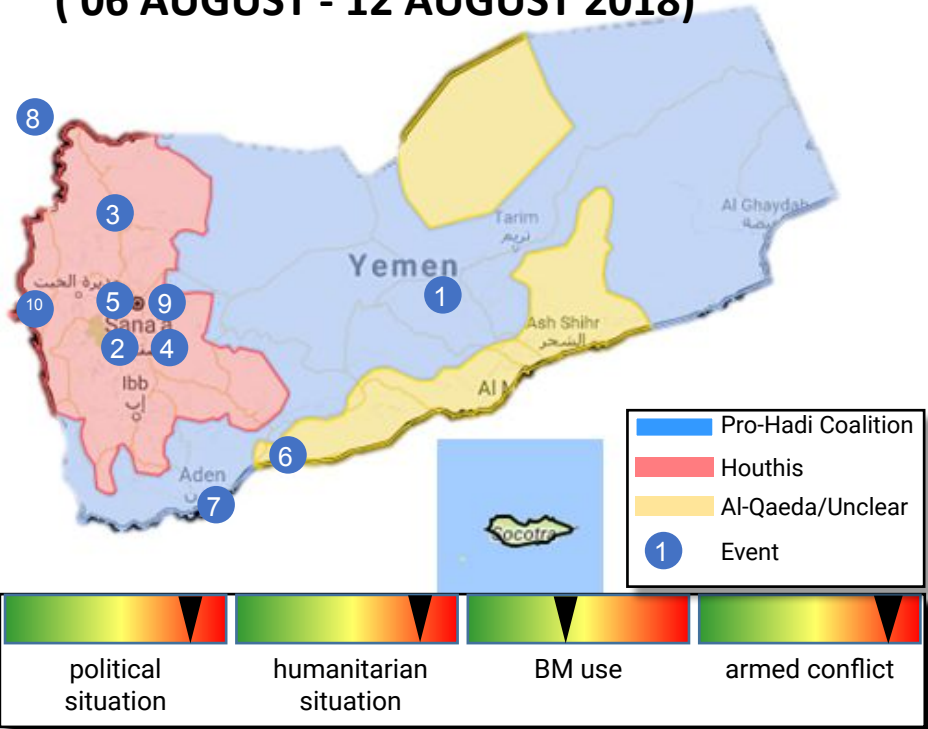 ( 06 AUGUST - 12 AUGUST 2018)
8
3
Tarim
تريم
Al Ghaydah
Yemen
1
10
5
9
Sana'a
2
4
Ash Shihr
الشحر
Ibb
إب
Al M
6
Aden
7
Socotra
Pro-Hadi Coalition
Houthis
Al-Qaeda/Unclear
1 Event
political
situation
humanitarian
situation
BM use
armed conflict